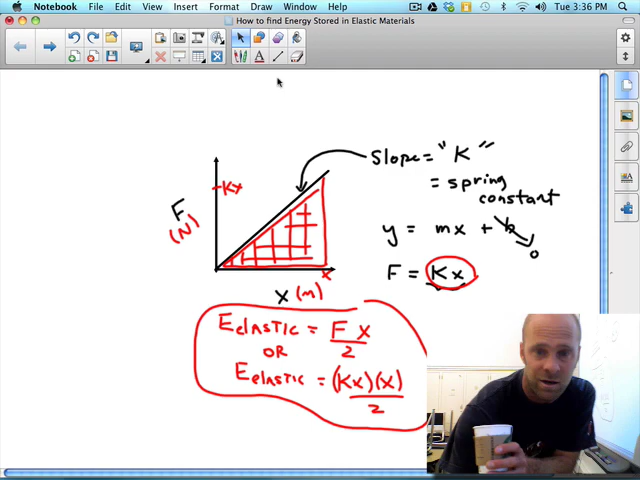 Notebook File Edit View Insert Format Draw Window Help Tue 3:36 PM
How to find Energy Stored in Elastic Materials
Slope = "K"
= spring
constant
y = mx + b
0
F = Kx
Kx
F
(N)
x
x (m)
Eelastic = Fx
2
OR
Eelastic = (Kx)(x)
2